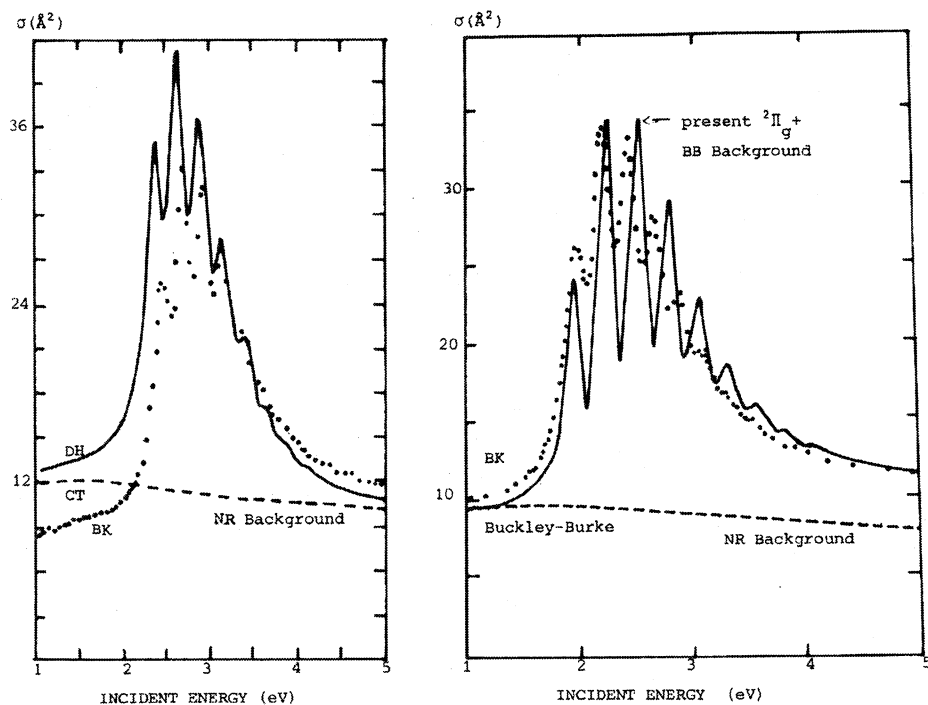 σ(Å²)
36
24
12
DH
CT
BK
NR Background
1 2 3 4 5
INCIDENT ENERGY (eV)
σ(Å²)
30
20
10
present ²Πg+
BB Background
BK
Buckley-Burke
NR Background
1 2 3 4 5
INCIDENT ENERGY (eV)